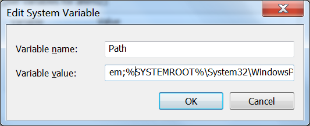 Edit System Variable
Variable name:
Path
Variable value:
em;%SYSTEMROOT%\System32\WindowsP
OK
Cancel